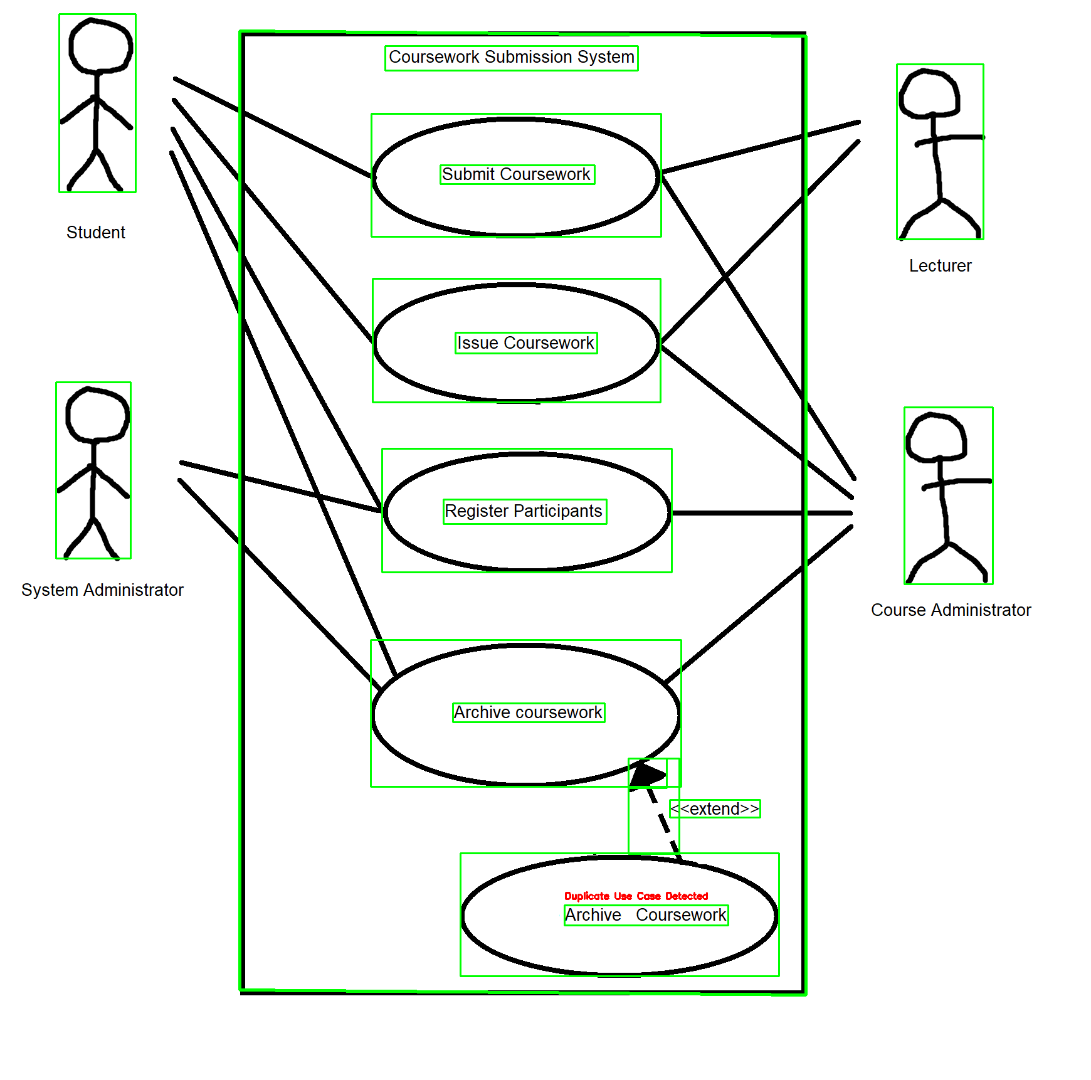 Coursework Submission System
Submit Coursework
Student
Lecturer
Issue Coursework
Register Participants
System Administrator
Course Administrator
Archive coursework
<<extend>>
Duplicate Use Case Detected
Archive Coursework